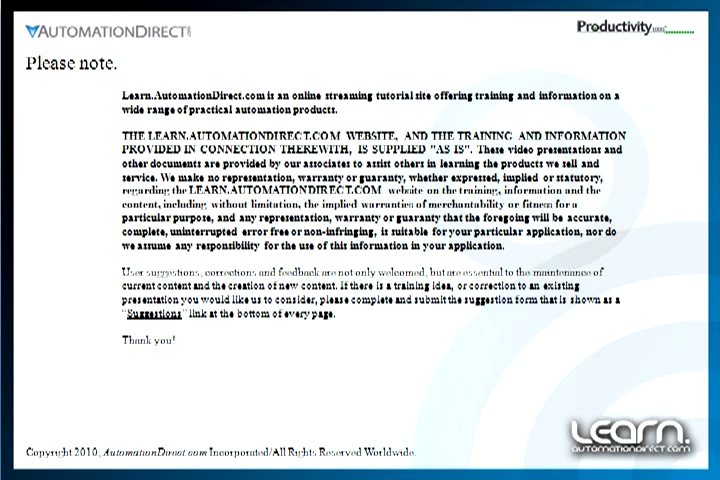 AUTOMATIONDIRECT
Productivity
Please note.
Learn.AutomationDirect.com is an online streaming tutorial site offering training and information on a
wide range of practical automation products.
THE LEARN.AUTOMATIONDIRECT.COM WEBSITE, AND THE TRAINING AND INFORMATION
PROVIDED IN CONNECTION THEREWITH, IS SUPPLIED "AS IS". These video presentations and
other documents are provided by our associates to assist others in learning the products we sell and
service. We make no representation, warranty or guaranty, whether expressed, implied or statutory,
regarding the LEARN.AUTOMATIONDIRECT.COM website on the training, information and the
content, including without limitation, the implied warranties of merchantability or fitness for a
particular purpose, and any representation, warranty or guaranty that the foregoing will be accurate,
complete, uninterrupted error free or non-infringing, is suitable for your particular application, nor do
we assume any responsibility for the use of this information in your application.
User suggestions, corrections and feedback are not only welcomed, but are essential to the maintenance of
current content and the creation of new content. If there is a training idea, or correction to an existing
presentation you would like us to consider, please complete and submit the suggestion form that is shown as a
"Suggestions" link at the bottom of every page.
Thank you!
Copyright 2010, AutomationDirect.com Incorporated/All Rights Reserved Worldwide.
LEARN.
AUTOMATIONDIRECT.COM